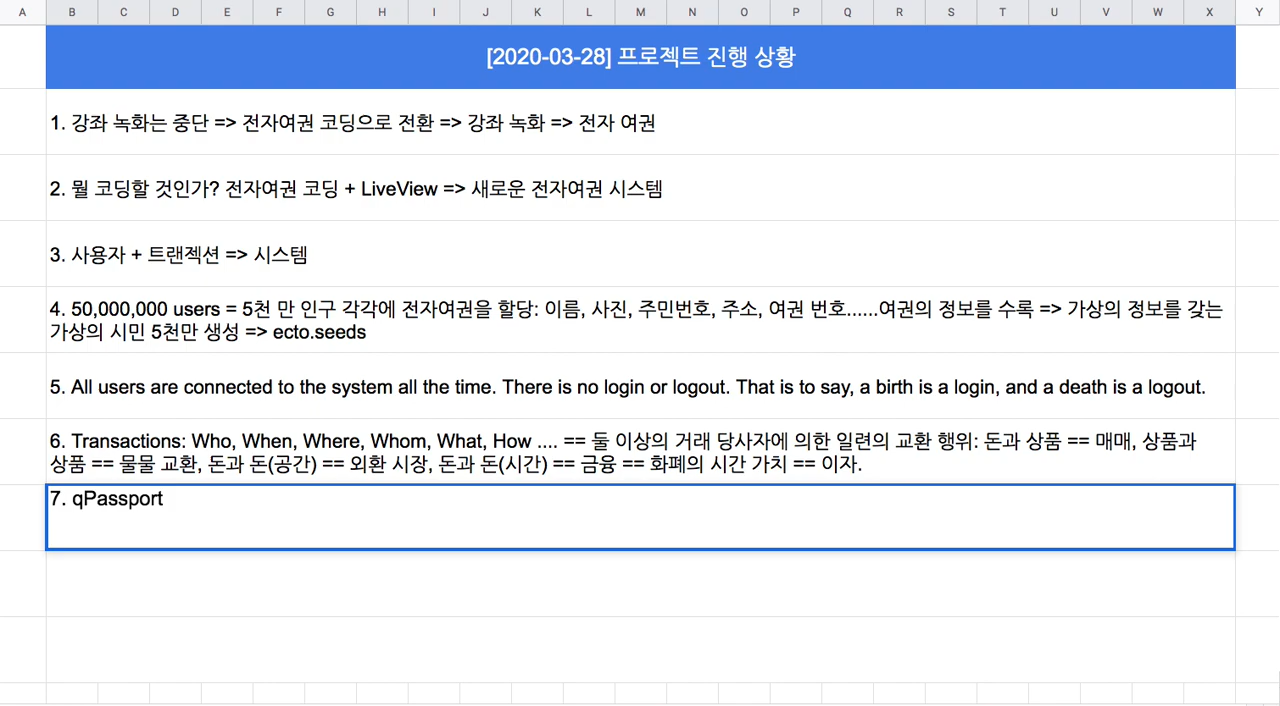 A B C D E F G H I J K L M N O P Q R S T U V W X Y
[2020-03-28] 프로젝트 진행 상황
1. 강좌 녹화는 중단 => 전자여권 코딩으로 전환 => 강좌 녹화 => 전자 여권
2. 뭘 코딩할 것인가? 전자여권 코딩 + LiveView => 새로운 전자여권 시스템
3. 사용자 + 트랜젝션 => 시스템
4. 50,000,000 users = 5천 만 인구 각각에 전자여권을 할당: 이름, 사진, 주민번호, 주소, 여권 번호......여권의 정보를 수록 => 가상의 정보를 갖는
가상의 시민 5천만 생성 => ecto.seeds
5. All users are connected to the system all the time. There is no login or logout. That is to say, a birth is a login, and a death is a logout.
6. Transactions: Who, When, Where, Whom, What, How .... == 둘 이상의 거래 당사자에 의한 일련의 교환 행위: 돈과 상품 == 매매, 상품과
상품 == 물물 교환, 돈과 돈(공간) == 외환 시장, 돈과 돈(시간) == 금융 == 화폐의 시간 가치 == 이자.
7. qPassport